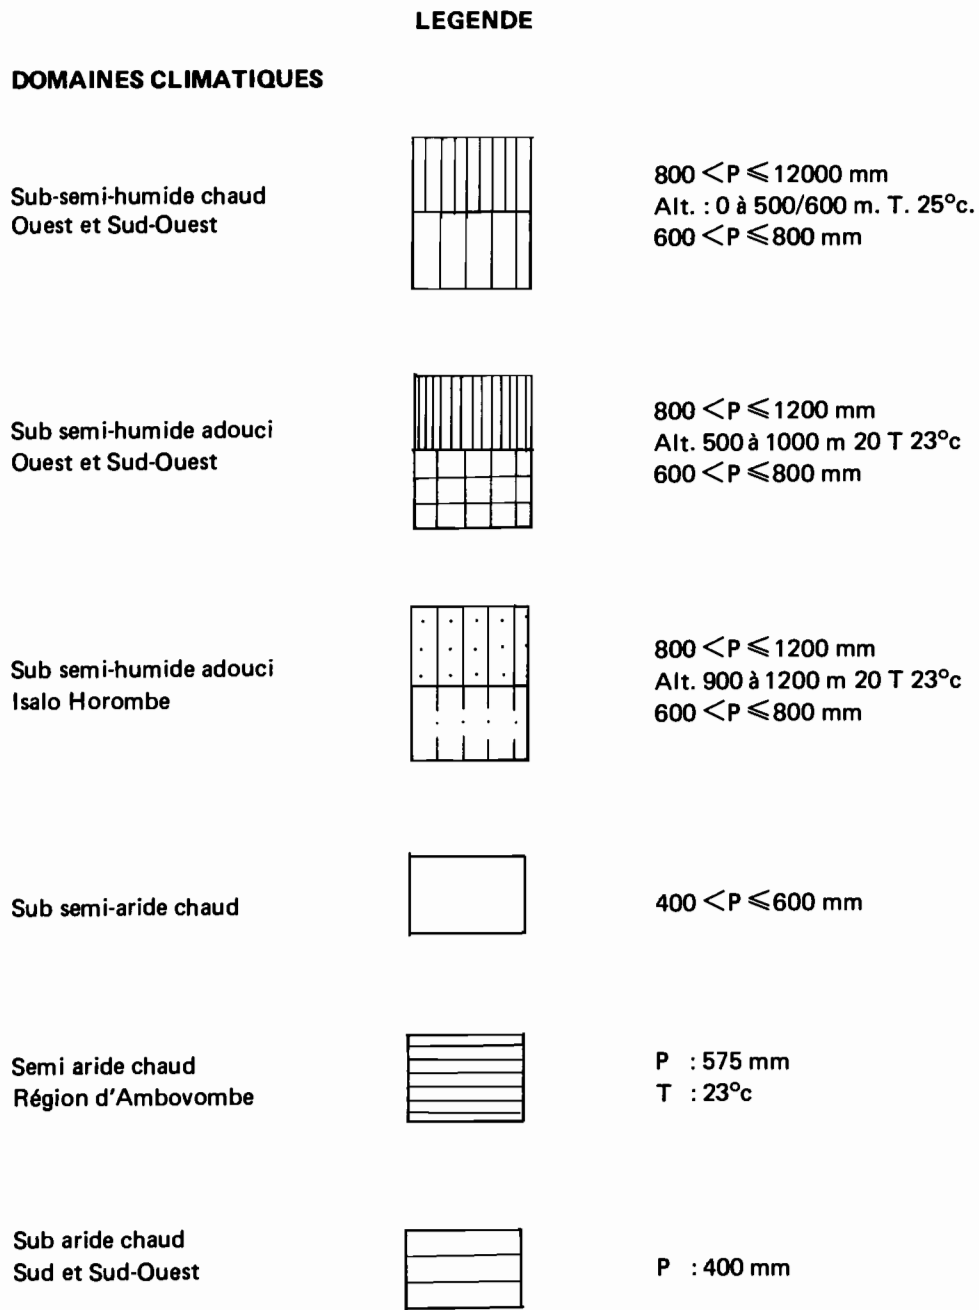 LEGENDE
DOMAINES CLIMATIQUES
Sub-semi-humide chaud
Ouest et Sud-Ouest
800 < P ⩽ 12000 mm
Alt. : 0 à 500/600 m. T. 25°c.
600 < P ⩽ 800 mm
Sub semi-humide adouci
Ouest et Sud-Ouest
800 < P ⩽ 1200 mm
Alt. 500 à 1000 m 20 T 23°c
600 < P ⩽ 800 mm
Sub semi-humide adouci
Isalo Horombe
800 < P ⩽ 1200 mm
Alt. 900 à 1200 m 20 T 23°c
600 < P ⩽ 800 mm
Sub semi-aride chaud
400 < P ⩽ 600 mm
Semi aride chaud
Région d'Ambovombe
P : 575 mm
T : 23°c
Sub aride chaud
Sud et Sud-Ouest
P : 400 mm